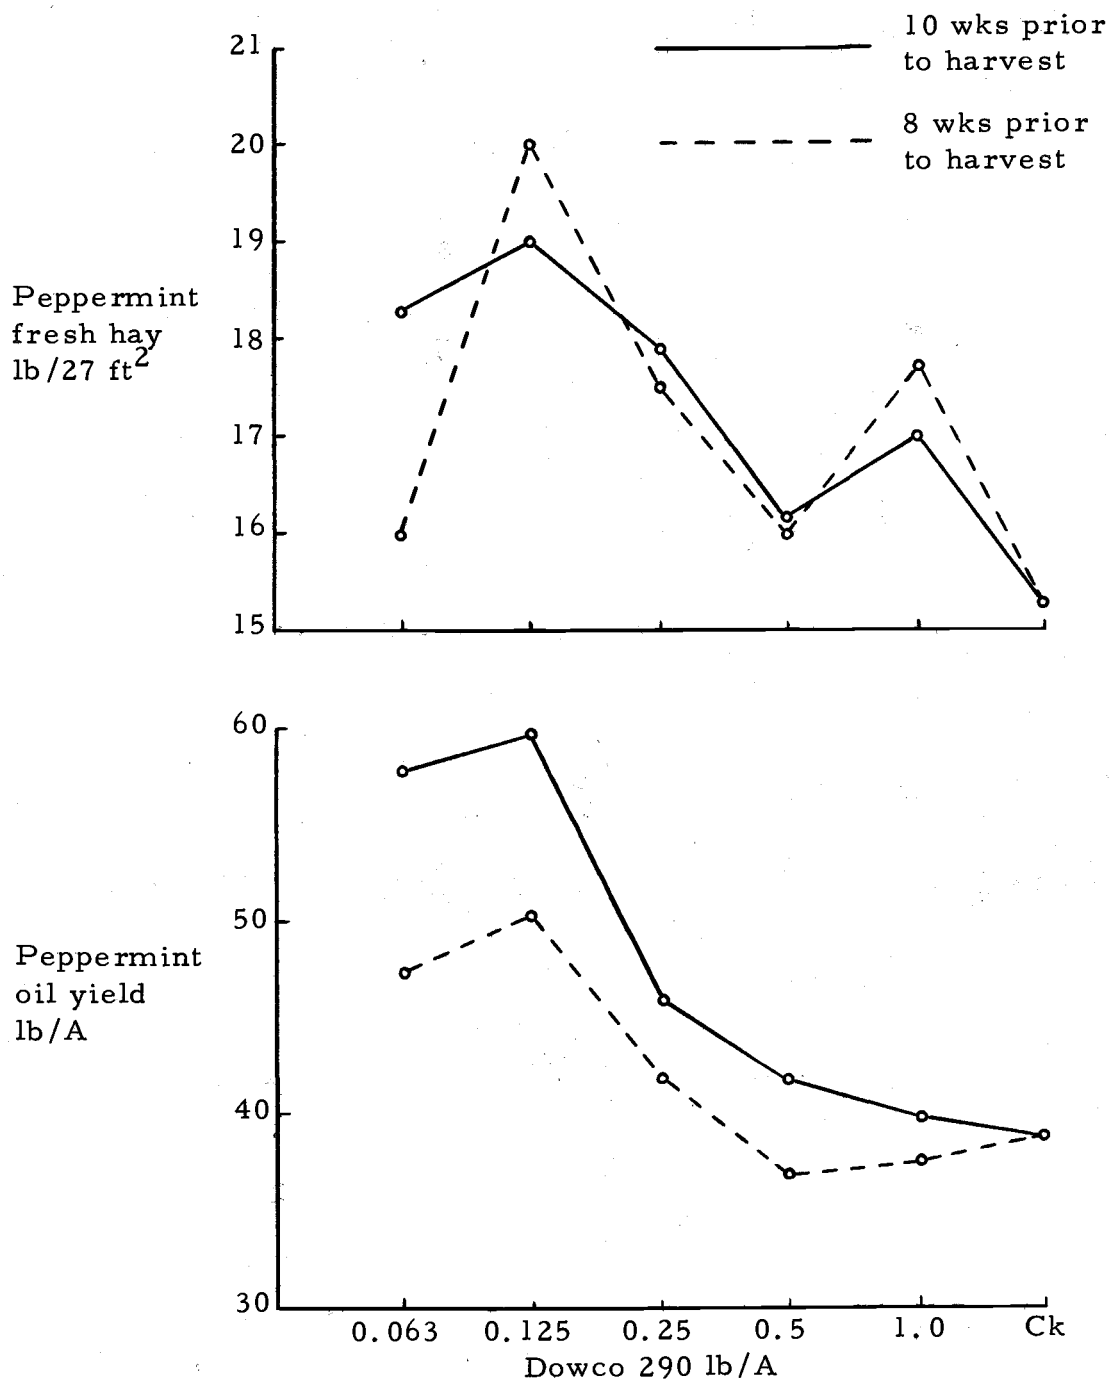 10 wks prior
to harvest
8 wks prior
to harvest
21
20
19
18
17
16
15
Peppermint
fresh hay
lb/27 ft²
60
50
40
30
Peppermint
oil yield
lb/A
0.063 0.125 0.25 0.5 1.0 Ck
Dowco 290 lb/A